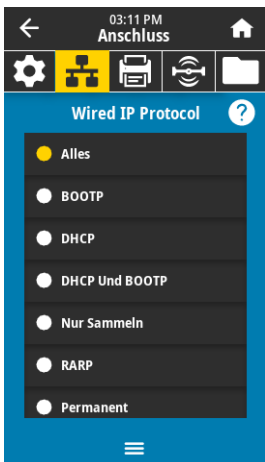 03:11 PM
Anschluss
Wired IP Protocol
?
Alles
BOOTP
DHCP
DHCP Und BOOTP
Nur Sammeln
RARP
Permanent